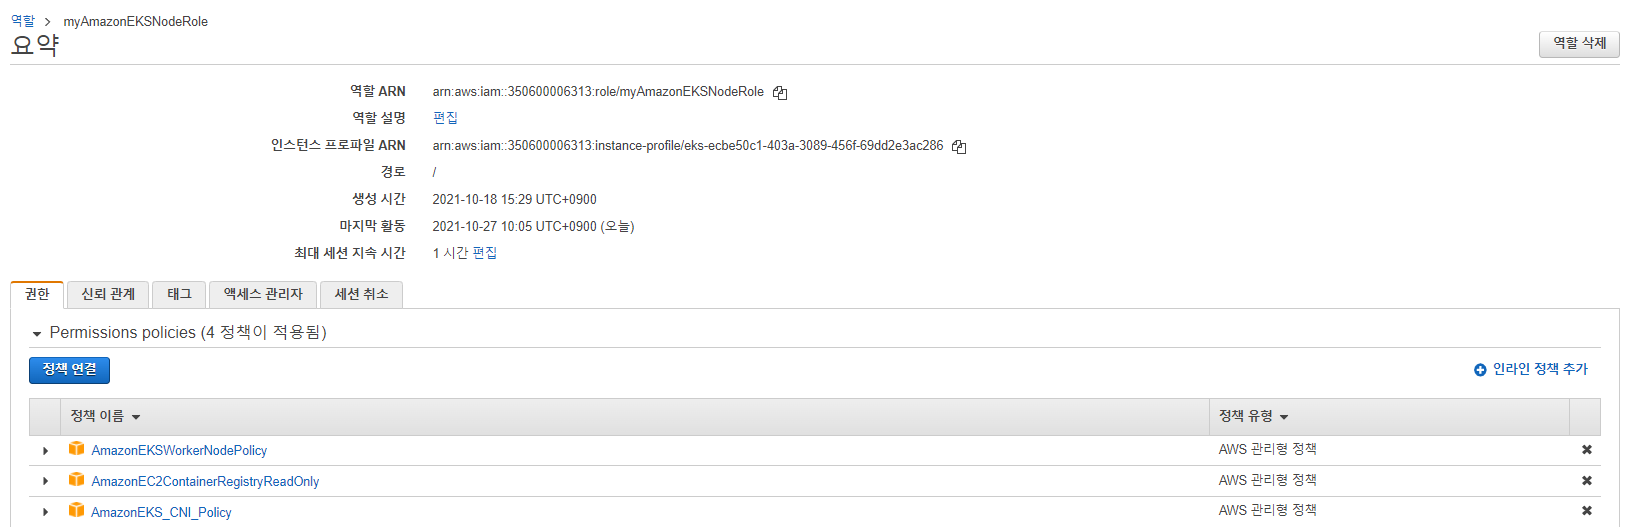 역할 > myAmazonEKSNodeRole
요약
역할 삭제
역할 ARN arn:aws:iam::350600006313:role/myAmazonEKSNodeRole
역할 설명 편집
인스턴스 프로파일 ARN arn:aws:iam::350600006313:instance-profile/eks-ecbe50c1-403a-3089-456f-69dd2e3ac286
경로 /
생성 시간 2021-10-18 15:29 UTC+0900
마지막 활동 2021-10-27 10:05 UTC+0900 (오늘)
최대 세션 지속 시간 1 시간 편집
권한 신뢰 관계 태그 액세스 관리자 세션 취소
Permissions policies (4 정책이 적용됨)
정책 연결 인라인 정책 추가
정책 이름 정책 유형
AmazonEKSWorkerNodePolicy AWS 관리형 정책
AmazonEC2ContainerRegistryReadOnly AWS 관리형 정책
AmazonEKS_CNI_Policy AWS 관리형 정책